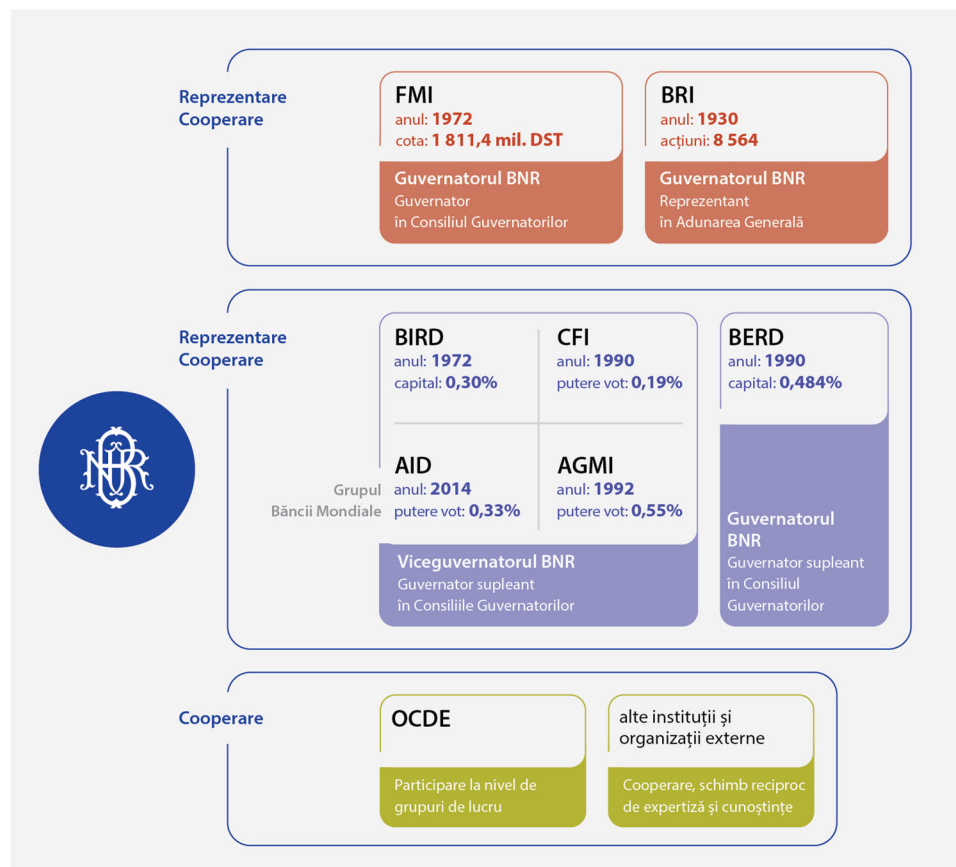 Reprezentare
Cooperare
FMI
anul: 1972
cota: 1 811,4 mil. DST
Guvernatorul BNR
Guvernator
în Consiliul Guvernatorilor
BRI
anul: 1930
acțiuni: 8 564
Guvernatorul BNR
Reprezentant
în Adunarea Generală
Reprezentare
Cooperare
BIRD
anul: 1972
capital: 0,30%
CFI
anul: 1990
putere vot: 0,19%
Grupul
Băncii Mondiale
AID
anul: 2014
putere vot: 0,33%
AGMI
anul: 1992
putere vot: 0,55%
Viceguvernatorul BNR
Guvernator supleant
în Consiliile Guvernatorilor
BERD
anul: 1990
capital: 0,484%
Guvernatorul
BNR
Guvernator supleant
în Consiliul
Guvernatorilor
BNR
Cooperare
OCDE
Participare la nivel de
grupuri de lucru
alte instituții și
organizații externe
Cooperare, schimb reciproc
de expertiză și cunoștințe